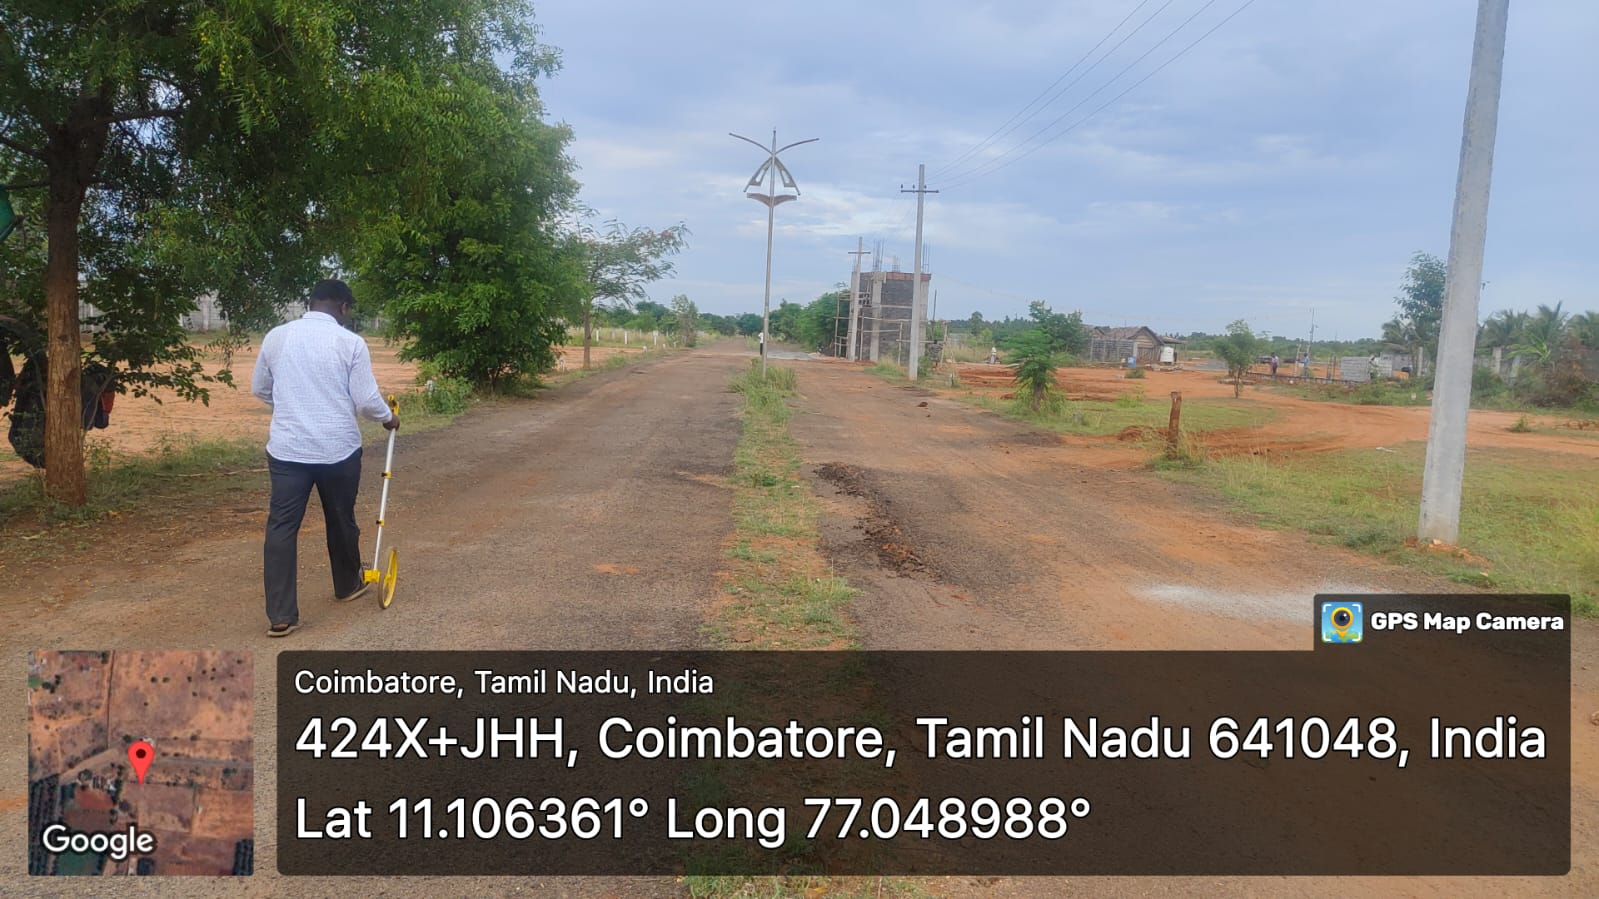 GPS Map Camera
Coimbatore, Tamil Nadu, India
424X+JHH, Coimbatore, Tamil Nadu 641048, India
Lat 11.106361° Long 77.048988°
Google